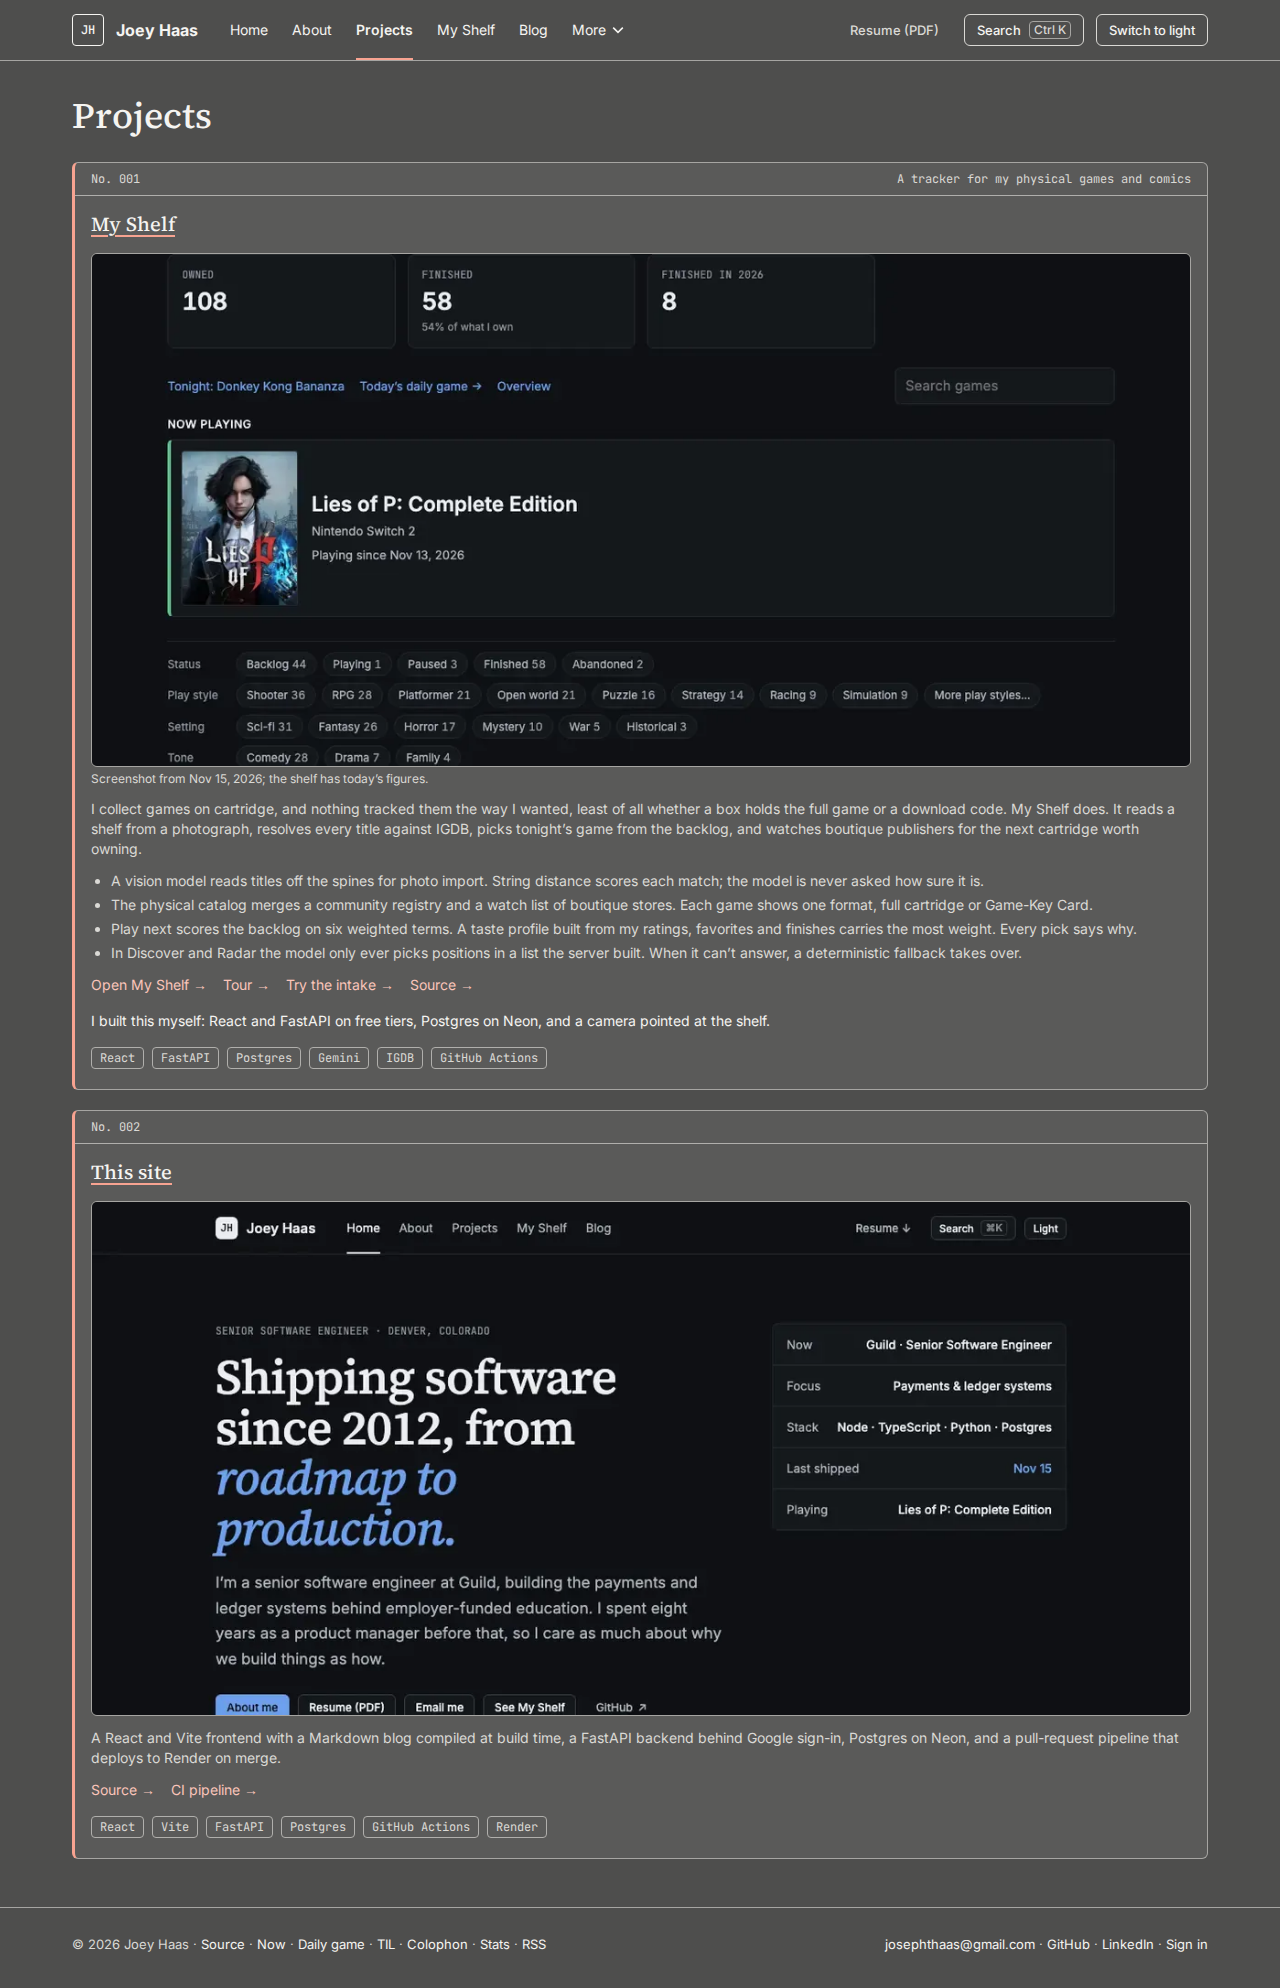 JH Joey Haas Home About Projects My Shelf Blog More Resume (PDF) Search Ctrl K Switch to light
Projects
No. 001 A tracker for my physical games and comics
My Shelf
OWNED FINISHED FINISHED IN 2026
108 58 8
54% of what I own
Tonight: Donkey Kong Bananza Today’s daily game → Overview Search games
NOW PLAYING
Lies of P: Complete Edition
Nintendo Switch 2
Playing since Nov 13, 2026
LIES OF P
Status Backlog 44 Playing 1 Paused 3 Finished 58 Abandoned 2
Play style Shooter 36 RPG 28 Platformer 21 Open world 21 Puzzle 16 Strategy 14 Racing 9 Simulation 9 More play styles...
Setting Sci-fi 31 Fantasy 26 Horror 17 Mystery 10 War 5 Historical 3
Tone Comedy 28 Drama 7 Family 4
Screenshot from Nov 15, 2026; the shelf has today’s figures.
I collect games on cartridge, and nothing tracked them the way I wanted, least of all whether a box holds the full game or a download code. My Shelf does. It reads a
shelf from a photograph, resolves every title against IGDB, picks tonight’s game from the backlog, and watches boutique publishers for the next cartridge worth
owning.
• A vision model reads titles off the spines for photo import. String distance scores each match; the model is never asked how sure it is.
• The physical catalog merges a community registry and a watch list of boutique stores. Each game shows one format, full cartridge or Game-Key Card.
• Play next scores the backlog on six weighted terms. A taste profile built from my ratings, favorites and finishes carries the most weight. Every pick says why.
• In Discover and Radar the model only ever picks positions in a list the server built. When it can’t answer, a deterministic fallback takes over.
Open My Shelf → Tour → Try the intake → Source →
I built this myself: React and FastAPI on free tiers, Postgres on Neon, and a camera pointed at the shelf.
React FastAPI Postgres Gemini IGDB GitHub Actions
No. 002
This site
JH Joey Haas Home About Projects My Shelf Blog Resume ↓ Search ⌘K Light
SENIOR SOFTWARE ENGINEER · DENVER, COLORADO
Shipping software
since 2012, from
roadmap to
production.
Now Guild · Senior Software Engineer
Focus Payments & ledger systems
Stack Node · TypeScript · Python · Postgres
Last shipped Nov 15
Playing Lies of P: Complete Edition
I’m a senior software engineer at Guild, building the payments and
ledger systems behind employer-funded education. I spent eight
years as a product manager before that, so I care as much about why
we build things as how.
About me Resume (PDF) Email me See My Shelf GitHub ↗
A React and Vite frontend with a Markdown blog compiled at build time, a FastAPI backend behind Google sign-in, Postgres on Neon, and a pull-request pipeline that
deploys to Render on merge.
Source → CI pipeline →
React Vite FastAPI Postgres GitHub Actions Render
© 2026 Joey Haas · Source · Now · Daily game · TIL · Colophon · Stats · RSS josephthaas@gmail.com · GitHub · LinkedIn · Sign in